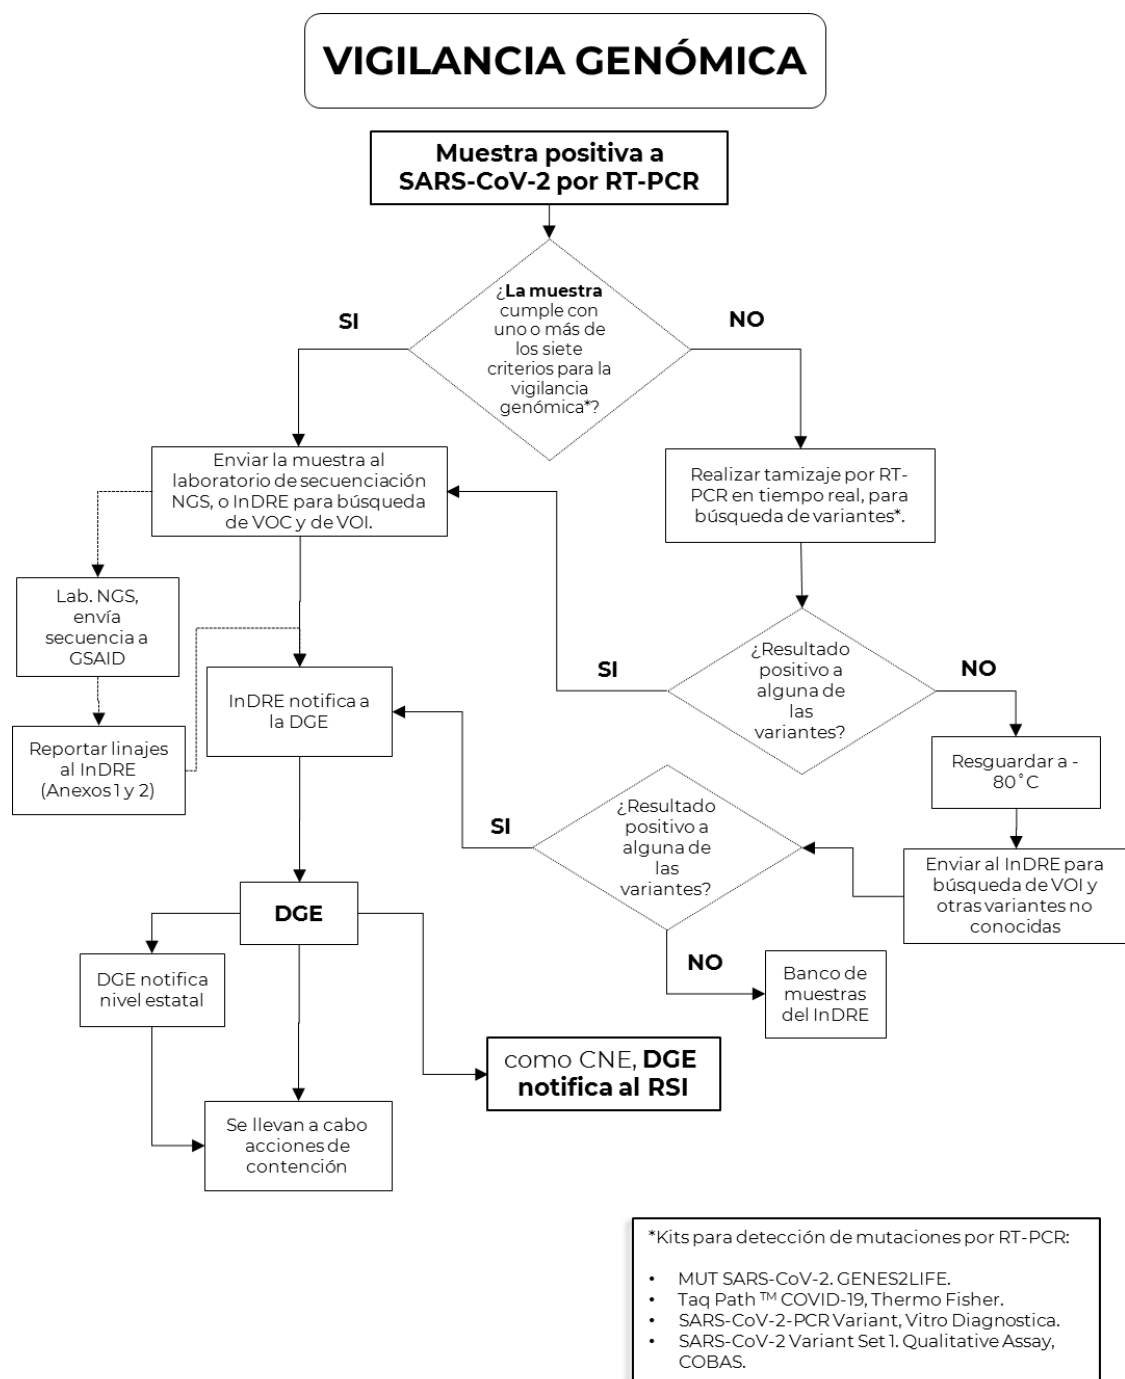 VIGILANCIA GENÓMICA
Muestra positiva a
SARS-CoV-2 por RT-PCR
¿La muestra
cumple con
uno o más de
los siete
criterios para la
vigilancia
genómica*?
SI
NO
Enviar la muestra al
laboratorio de secuenciación
NGS, o InDRE para búsqueda
de VOC y de VOI.
Realizar tamizaje por RT-
PCR en tiempo real, para
búsqueda de variantes*.
Lab. NGS,
envía
secuencia a
GSAID
¿Resultado
positivo a
alguna de
las
variantes?
SI
NO
InDRE notifica a
la DGE
Reportar linajes
al InDRE
(Anexos 1 y 2)
Resguardar a -
80°C
¿Resultado
positivo a
alguna de
las
variantes?
SI
Enviar al InDRE para
búsqueda de VOI y
otras variantes no
conocidas
DGE
NO
Banco de
muestras
del InDRE
DGE notifica
nivel estatal
como CNE, DGE
notifica al RSI
Se llevan a cabo
acciones de
contención
*Kits para detección de mutaciones por RT-PCR:
• MUT SARS-CoV-2. GENES2LIFE.
• Taq Path ™ COVID-19, Thermo Fisher.
• SARS-CoV-2-PCR Variant, Vitro Diagnostica.
• SARS-CoV-2 Variant Set 1. Qualitative Assay,
COBAS.